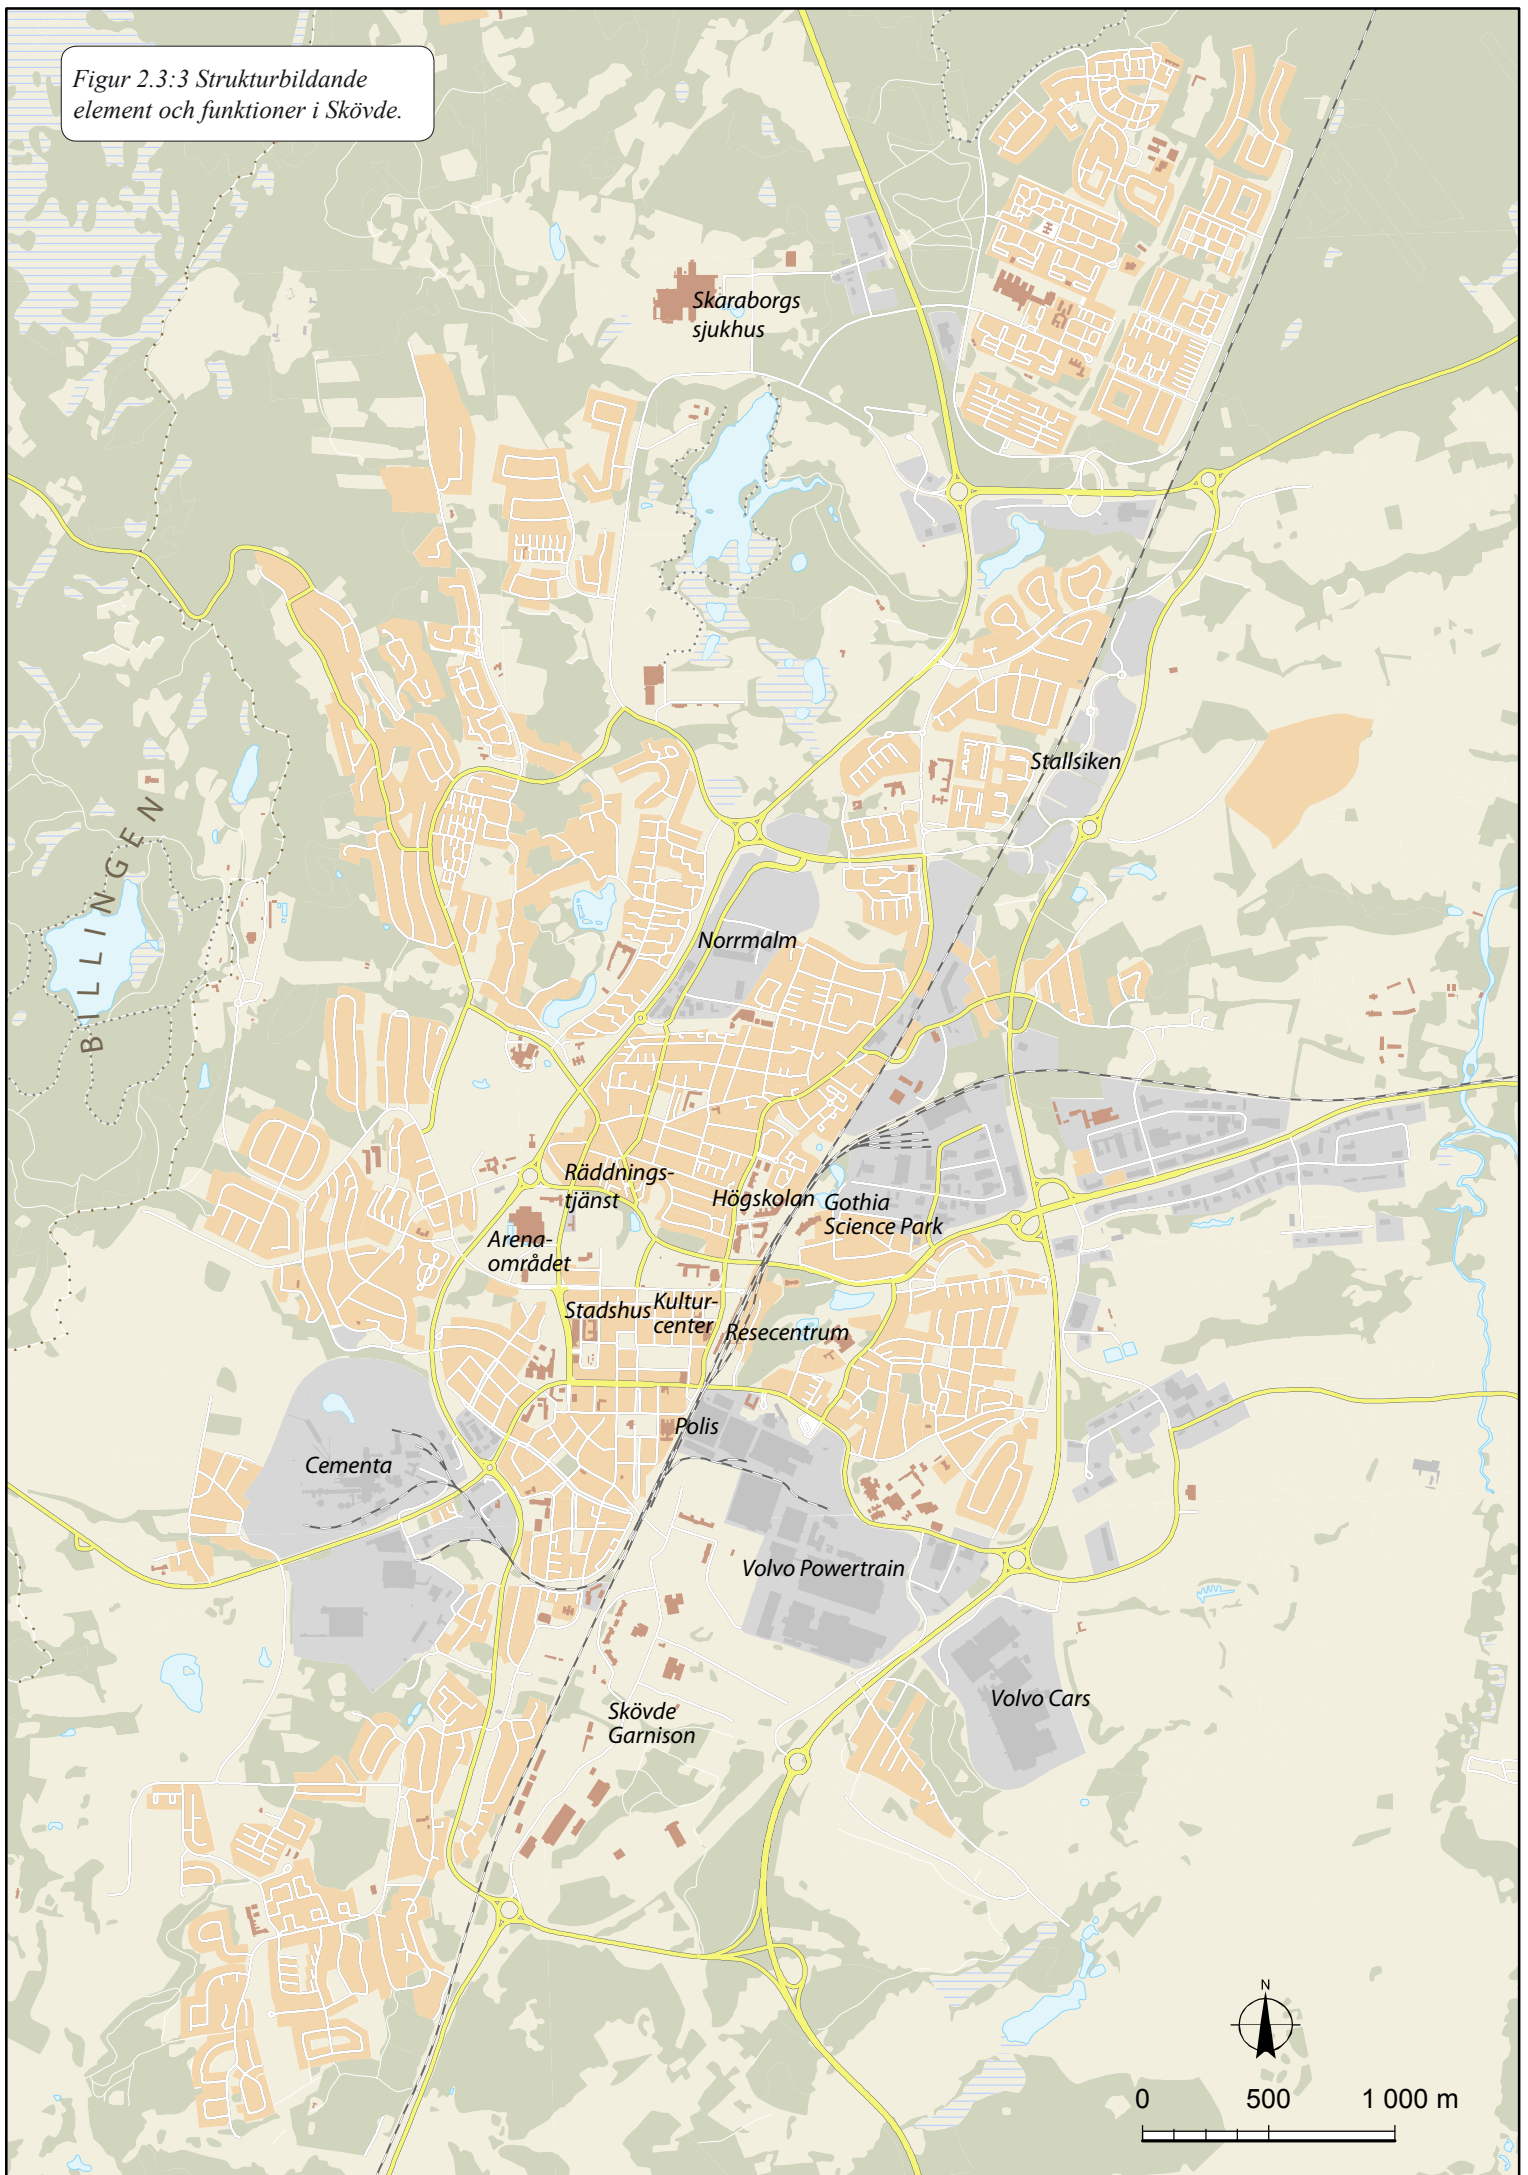 Figur 2.3:3 Strukturbildande
element och funktioner i Skövde.
Skaraborgs
sjukhus
Stallsiken
BILLINGEN
Norrmalm
Räddnings-
tjänst
Högskolan
Gothia
Science Park
Arena-
området
Stadshus
Kultur-
center
Resecentrum
Polis
Cementa
Volvo Powertrain
Volvo Cars
Skövde
Garnison
N
0 500 1 000 m